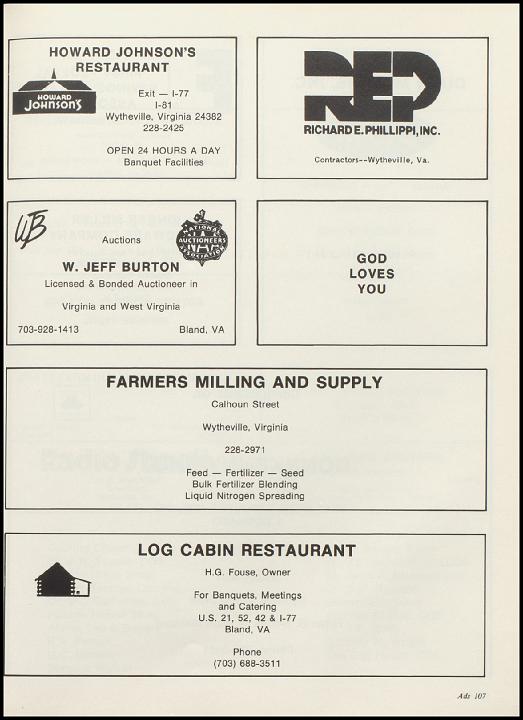 HOWARD JOHNSON'S
RESTAURANT
HOWARD
JOHNSON'S
Exit — I-77
I-81
Wytheville, Virginia 24382
228-2425
OPEN 24 HOURS A DAY
Banquet Facilities
REP
RICHARD E. PHILLIPPI, INC.
Contractors--Wytheville, Va.
WB
Auctions
NATIONAL
AUCTIONEERS
ASSOCIATION
W. JEFF BURTON
Licensed & Bonded Auctioneer in
Virginia and West Virginia
703-928-1413 Bland, VA
GOD
LOVES
YOU
FARMERS MILLING AND SUPPLY
Calhoun Street
Wytheville, Virginia
228-2971
Feed — Fertilizer — Seed
Bulk Fertilizer Blending
Liquid Nitrogen Spreading
LOG CABIN RESTAURANT
H.G. Fouse, Owner
For Banquets, Meetings
and Catering
U.S. 21, 52, 42 & I-77
Bland, VA
Phone
(703) 688-3511
Ads 107